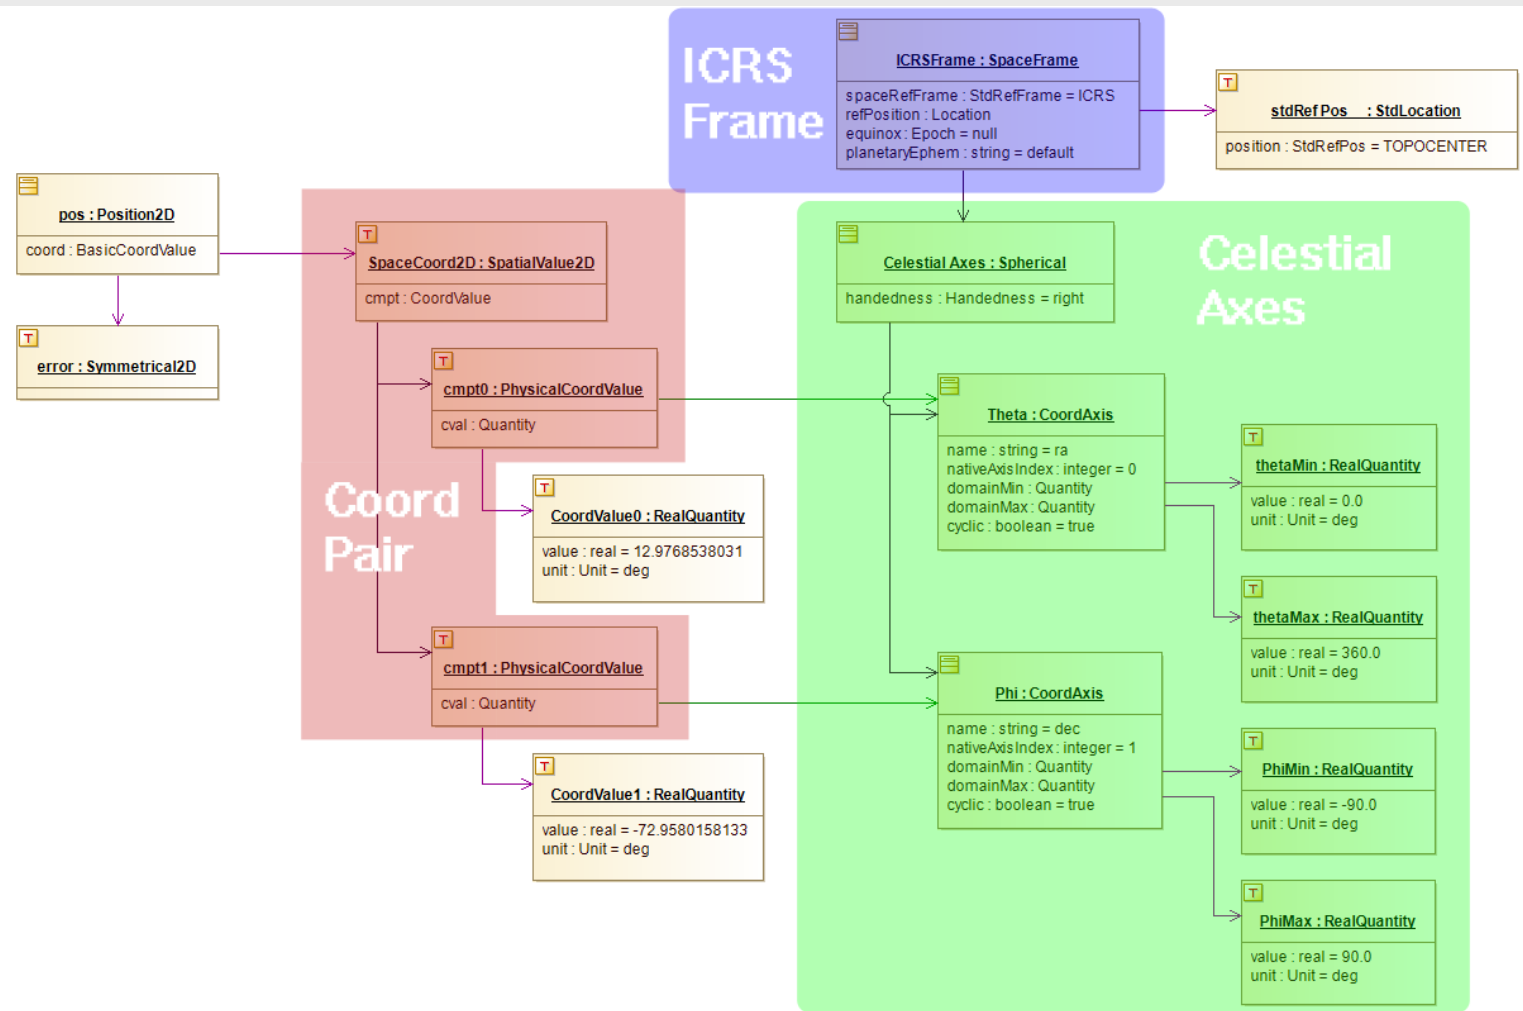 ICRS
Frame
ICRSFrame : SpaceFrame
spaceRefFrame : StdRefFrame = ICRS
refPosition : Location
equinox : Epoch = null
planetaryEphem : string = default
T
stdRefPos : StdLocation
position : StdRefPos = TOPOCENTER
pos : Position2D
coord : BasicCoordValue
T
error : Symmetrical2D
T
SpaceCoord2D : SpatialValue2D
cmpt : CoordValue
T
cmpt0 : PhysicalCoordValue
cval : Quantity
Coord
Pair
T
CoordValue0 : RealQuantity
value : real = 12.9768538031
unit : Unit = deg
T
cmpt1 : PhysicalCoordValue
cval : Quantity
T
CoordValue1 : RealQuantity
value : real = -72.9580158133
unit : Unit = deg
Celestial
Axes
Celestial Axes : Spherical
handedness : Handedness = right
Theta : CoordAxis
name : string = ra
nativeAxisIndex : integer = 0
domainMin : Quantity
domainMax : Quantity
cyclic : boolean = true
T
thetaMin : RealQuantity
value : real = 0.0
unit : Unit = deg
T
thetaMax : RealQuantity
value : real = 360.0
unit : Unit = deg
Phi : CoordAxis
name : string = dec
nativeAxisIndex : integer = 1
domainMin : Quantity
domainMax : Quantity
cyclic : boolean = true
T
PhiMin : RealQuantity
value : real = -90.0
unit : Unit = deg
T
PhiMax : RealQuantity
value : real = 90.0
unit : Unit = deg